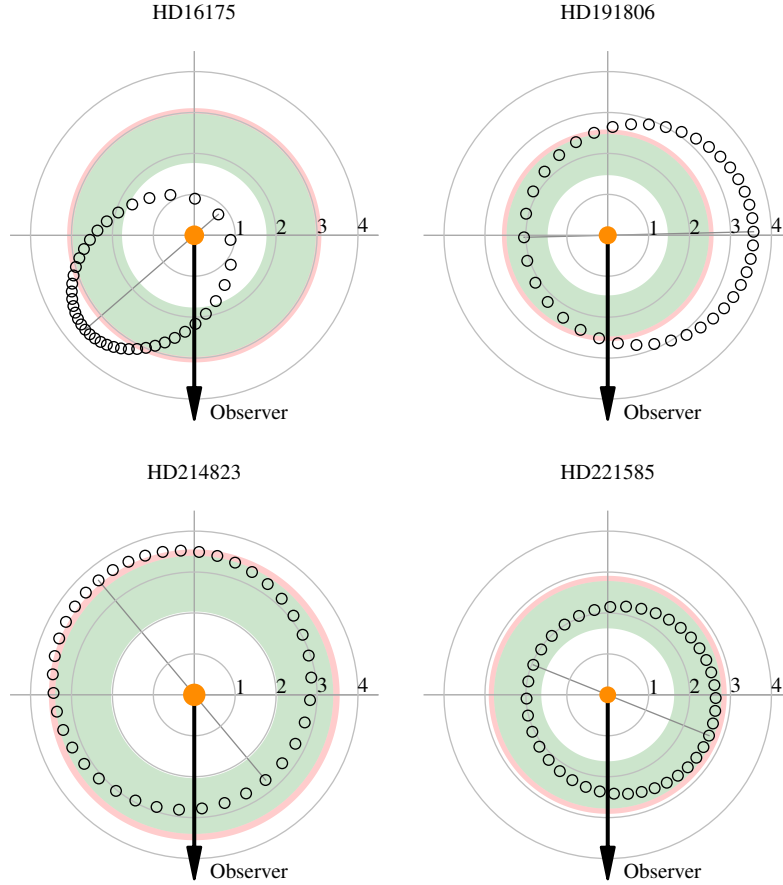 HD16175
HD191806
1 2 3 4
1 2 3 4
Observer
Observer
HD214823
HD221585
1 2 3 4
1 2 3 4
Observer
Observer